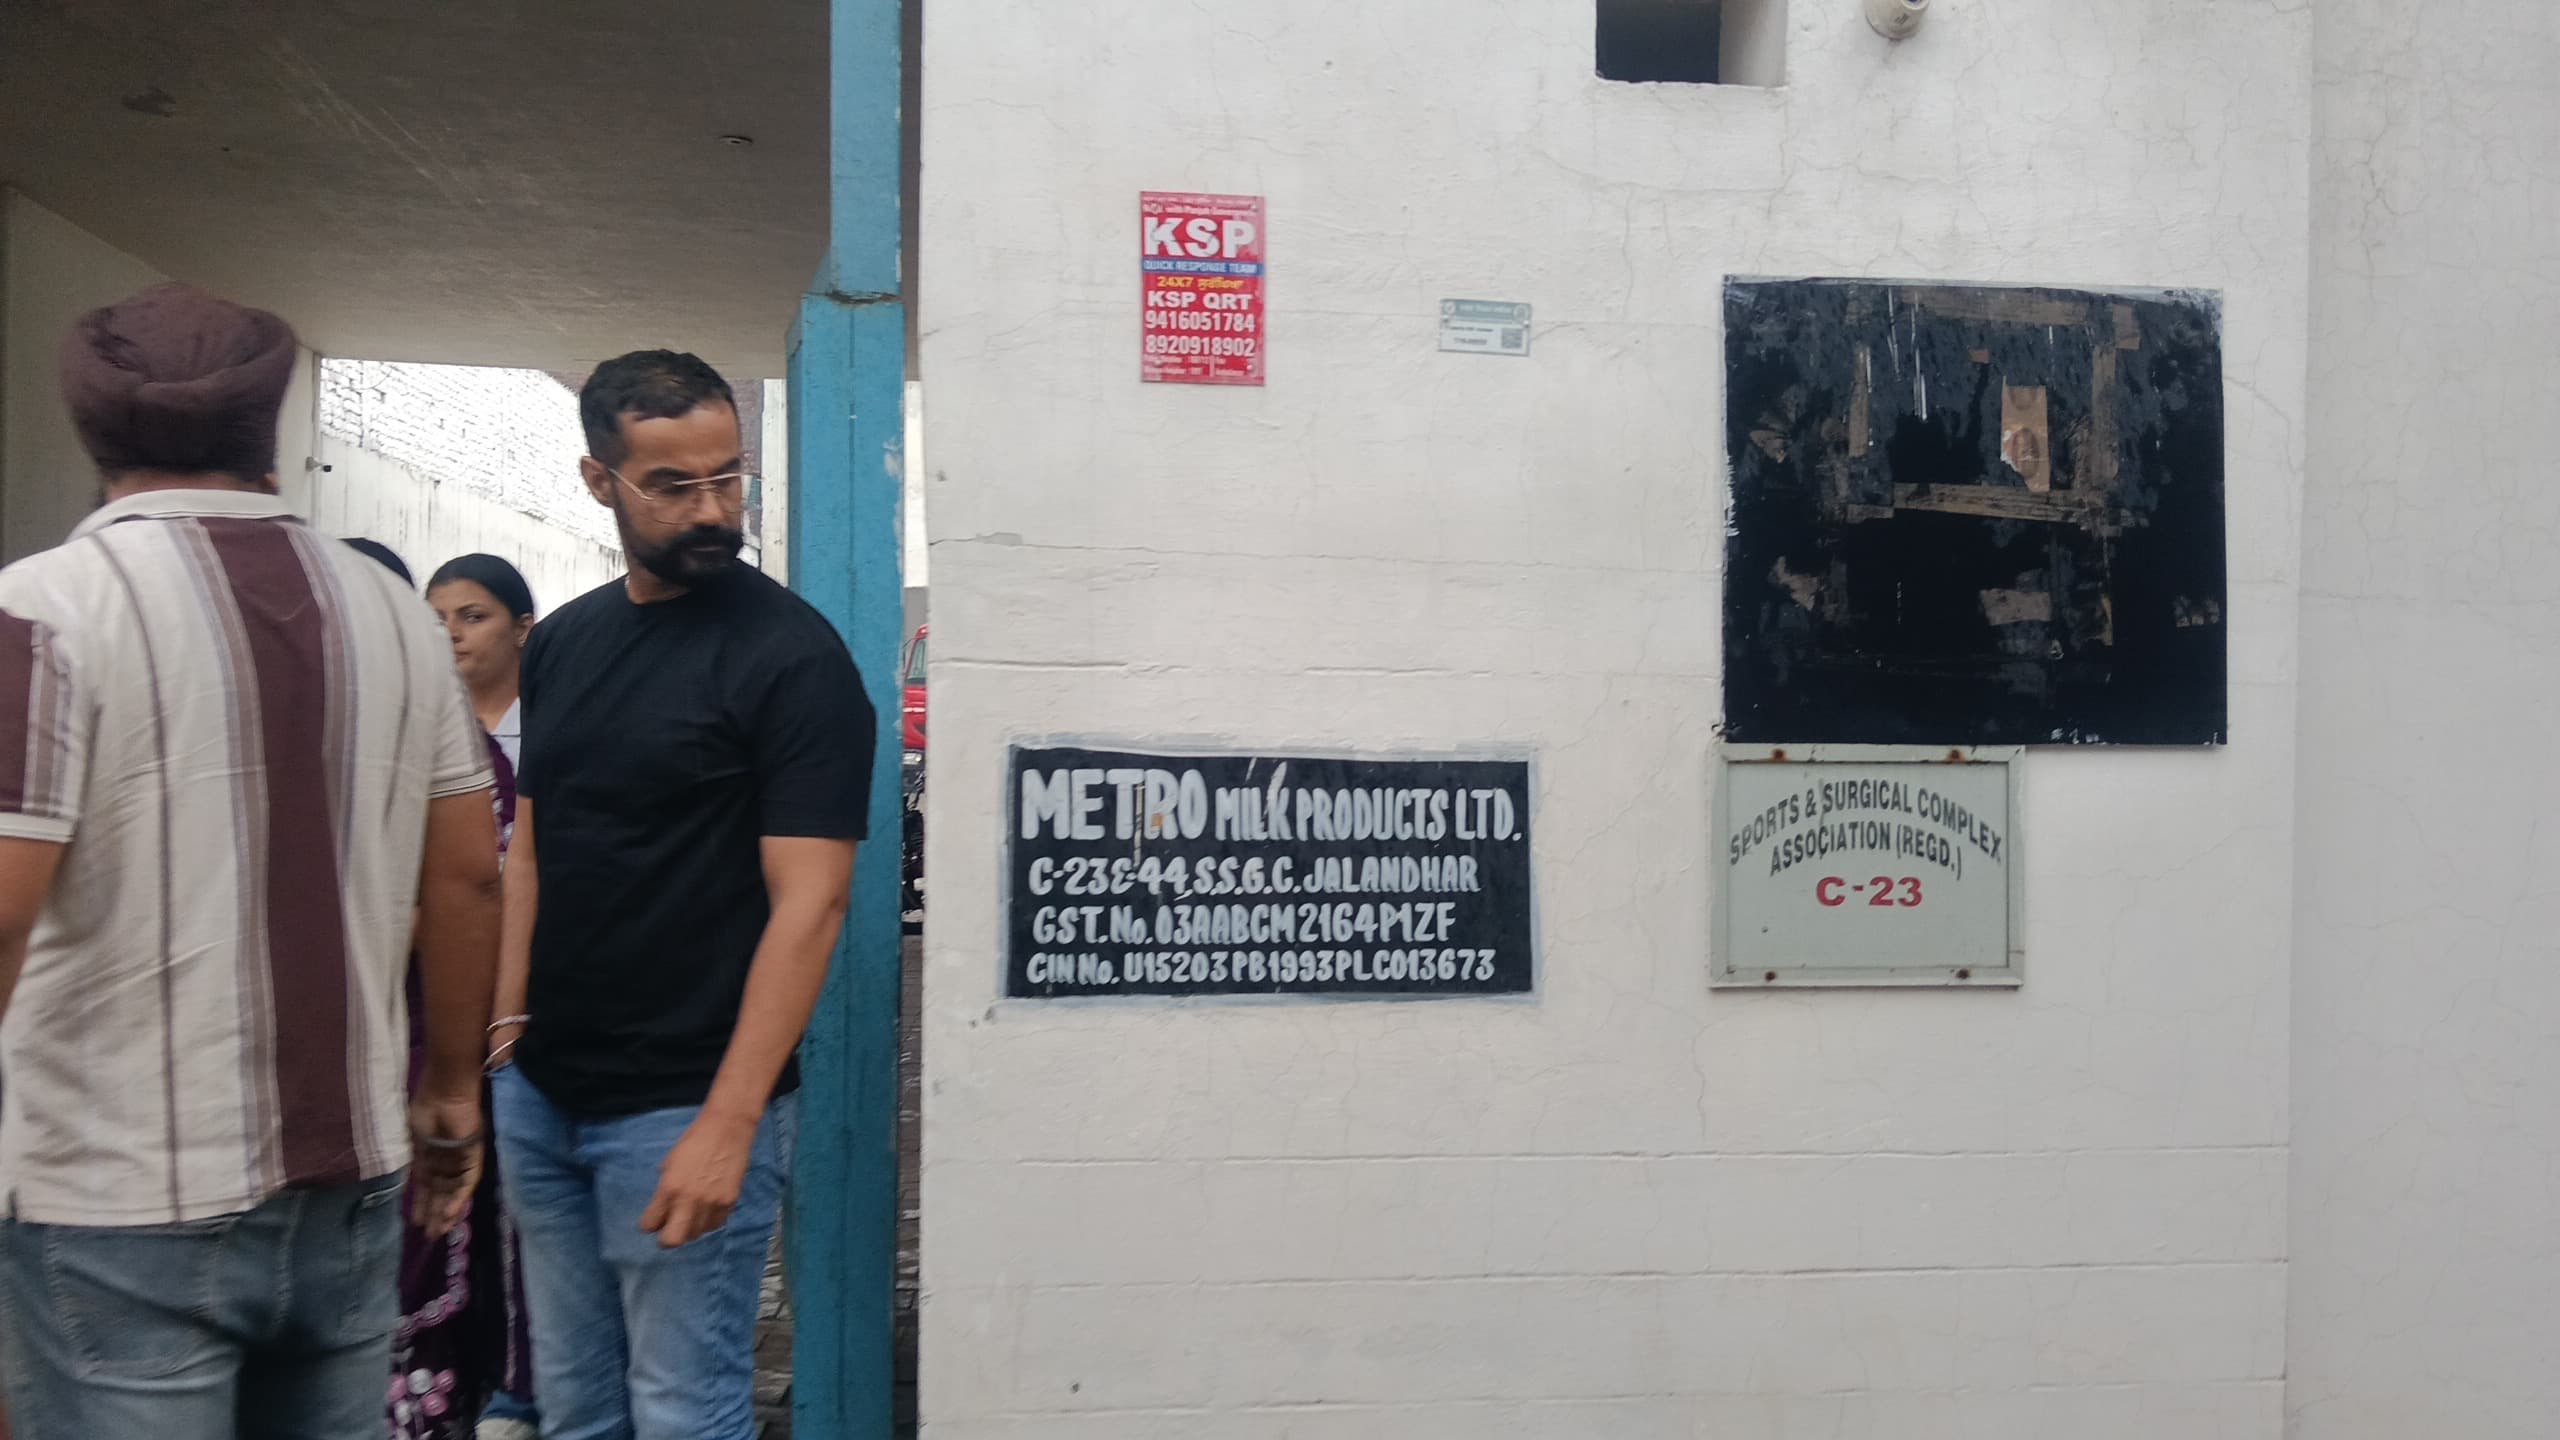 KSP
QUICK RESPONSE TEAM
24X7 ਸੁਰੱਖਿਆ
KSP QRT
9416051784
8920918902
METRO MILK PRODUCTS LTD.
C-23&44,S.S.G.C.JALANDHAR
GST.No.03AABCM2164P1ZF
CIN No. U15203PB1993PLC013673
SPORTS & SURGICAL COMPLEX
ASSOCIATION (REGD.)
C-23